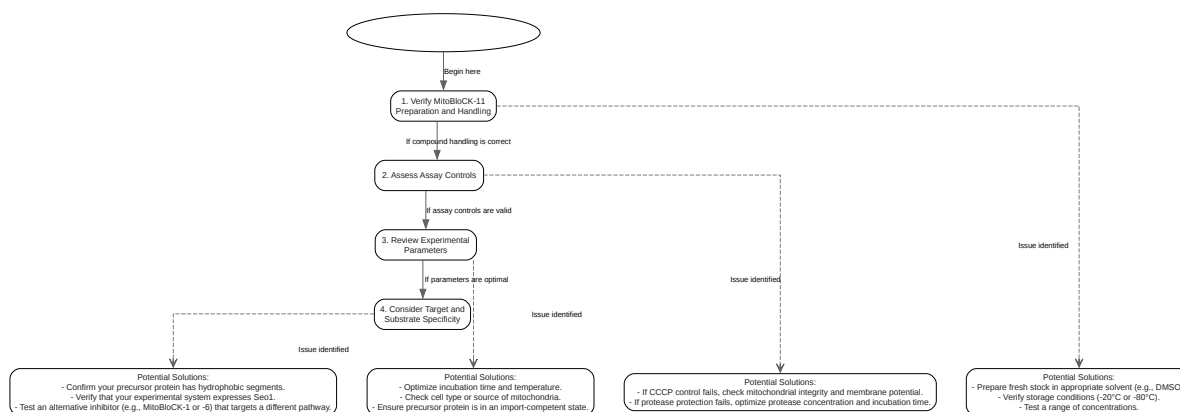 Begin here
1. Verify MitoBloCK-11
Preparation and Handling
If compound handling is correct
2. Assess Assay Controls
If assay controls are valid
3. Review Experimental
Parameters
Issue identified
If parameters are optimal
Issue identified
4. Consider Target and
Substrate Specificity
Issue identified
Issue identified
Potential Solutions:
- Confirm your precursor protein has hydrophobic segments.
- Verify that your experimental system expresses Seo1.
- Test an alternative inhibitor (e.g., MitoBloCK-1 or -6) that targets a different pathway.
Potential Solutions:
- Optimize incubation time and temperature.
- Check cell type or source of mitochondria.
- Ensure precursor protein is in an import-competent state.
Potential Solutions:
- If CCCP control fails, check mitochondrial integrity and membrane potential.
- If protease protection fails, optimize protease concentration and incubation time.
Potential Solutions:
- Prepare fresh stock in appropriate solvent (e.g., DMSO
- Verify storage conditions (-20°C or -80°C).
- Test a range of concentrations.